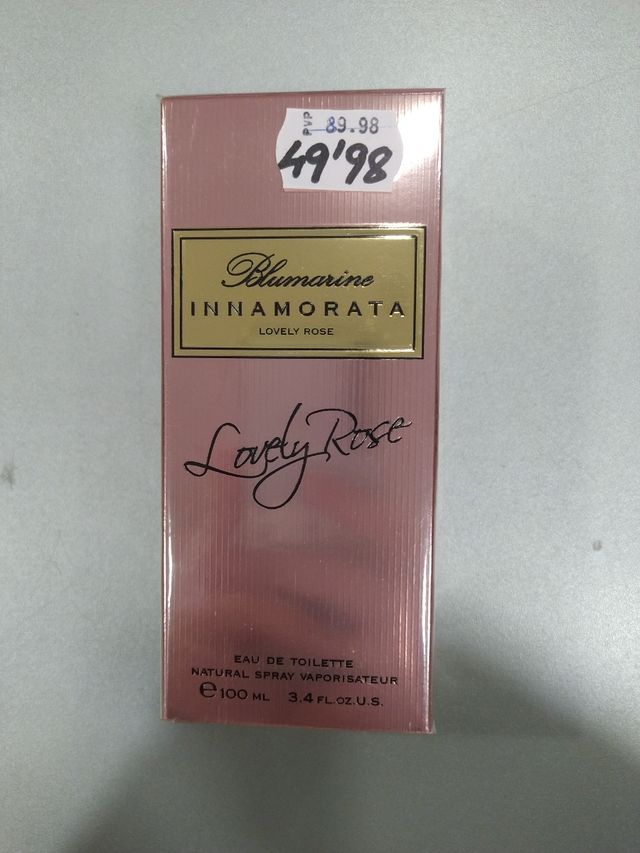 PVP 89.98
49'98
Blumarine
INNAMORATA
LOVELY ROSE
Lovely Rose
EAU DE TOILETTE
NATURAL SPRAY VAPORISATEUR
℮100 ML 3.4 FL.OZ.U.S.